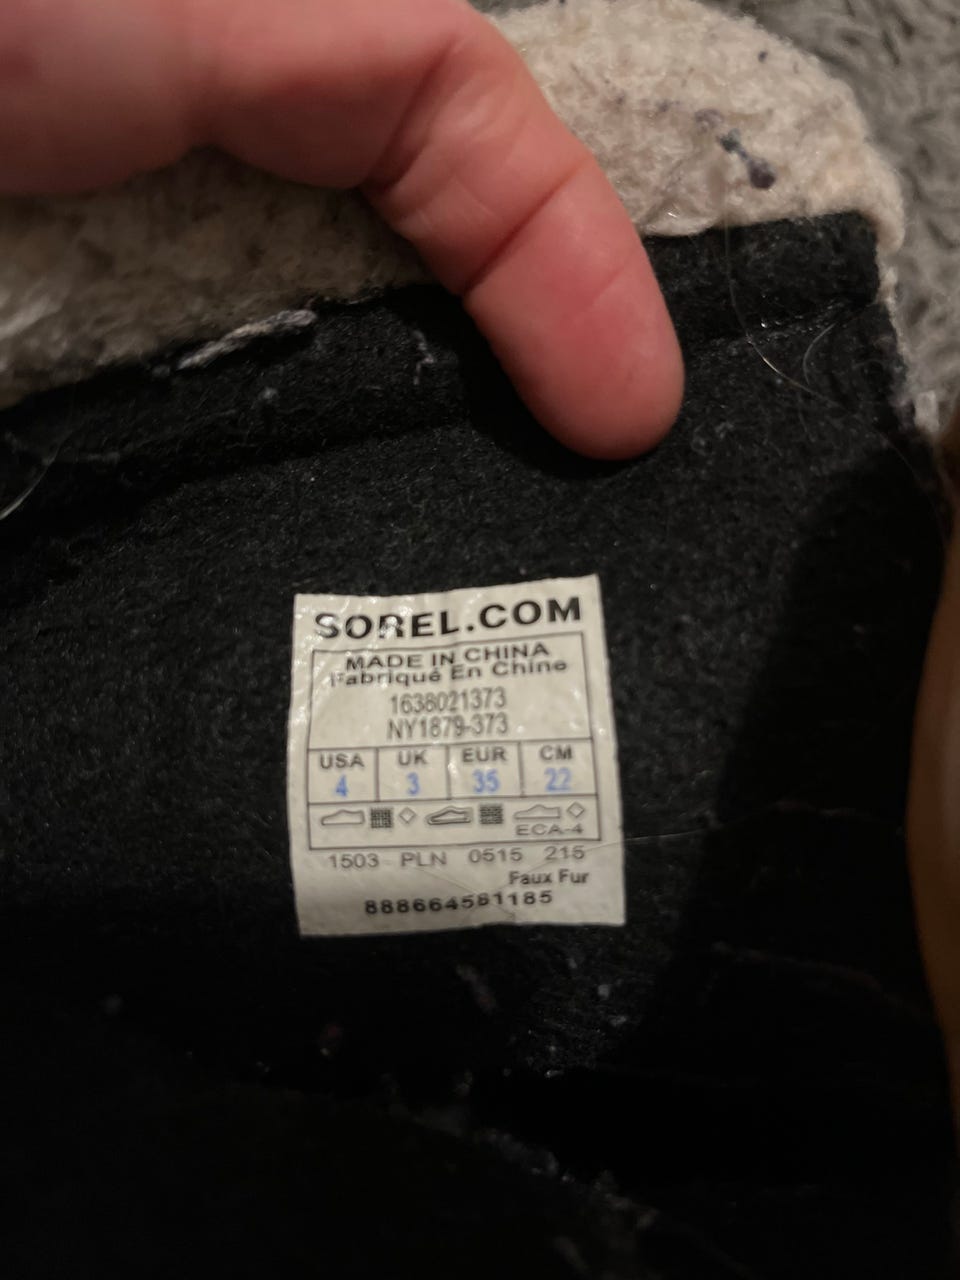 SOREL.COM
MADE IN CHINA
Fabriqué En Chine
1638021373
NY1879-373
USA UK EUR CM
4 3 35 22
ECA-4
1503 PLN 0515 215
Faux Fur
888664581185